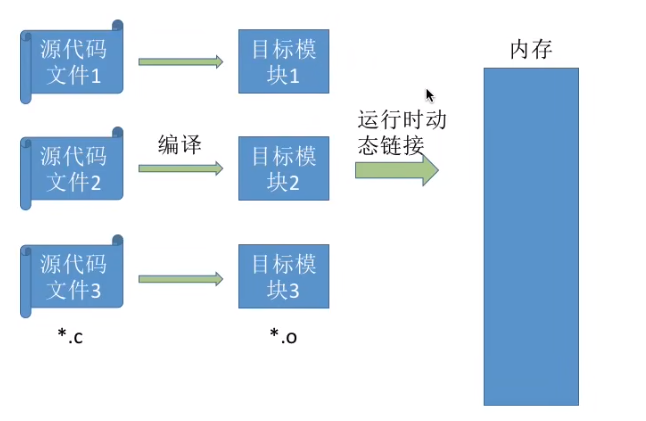 源代码
文件1
目标模
块1
内存
运行时动
态链接
源代码
文件2
编译
目标模
块2
源代码
文件3
目标模
块3
*.c
*.o